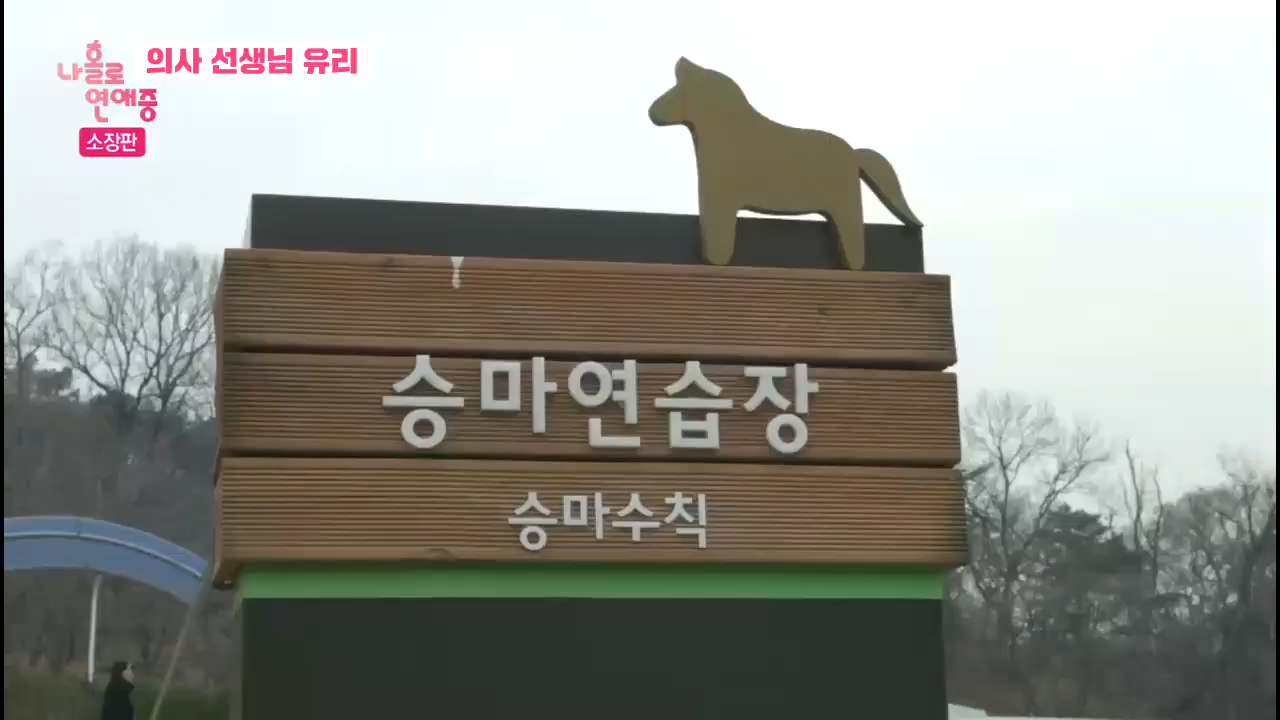 나홀로
연애중
소장판
의사 선생님 유리
승마연습장
승마수칙